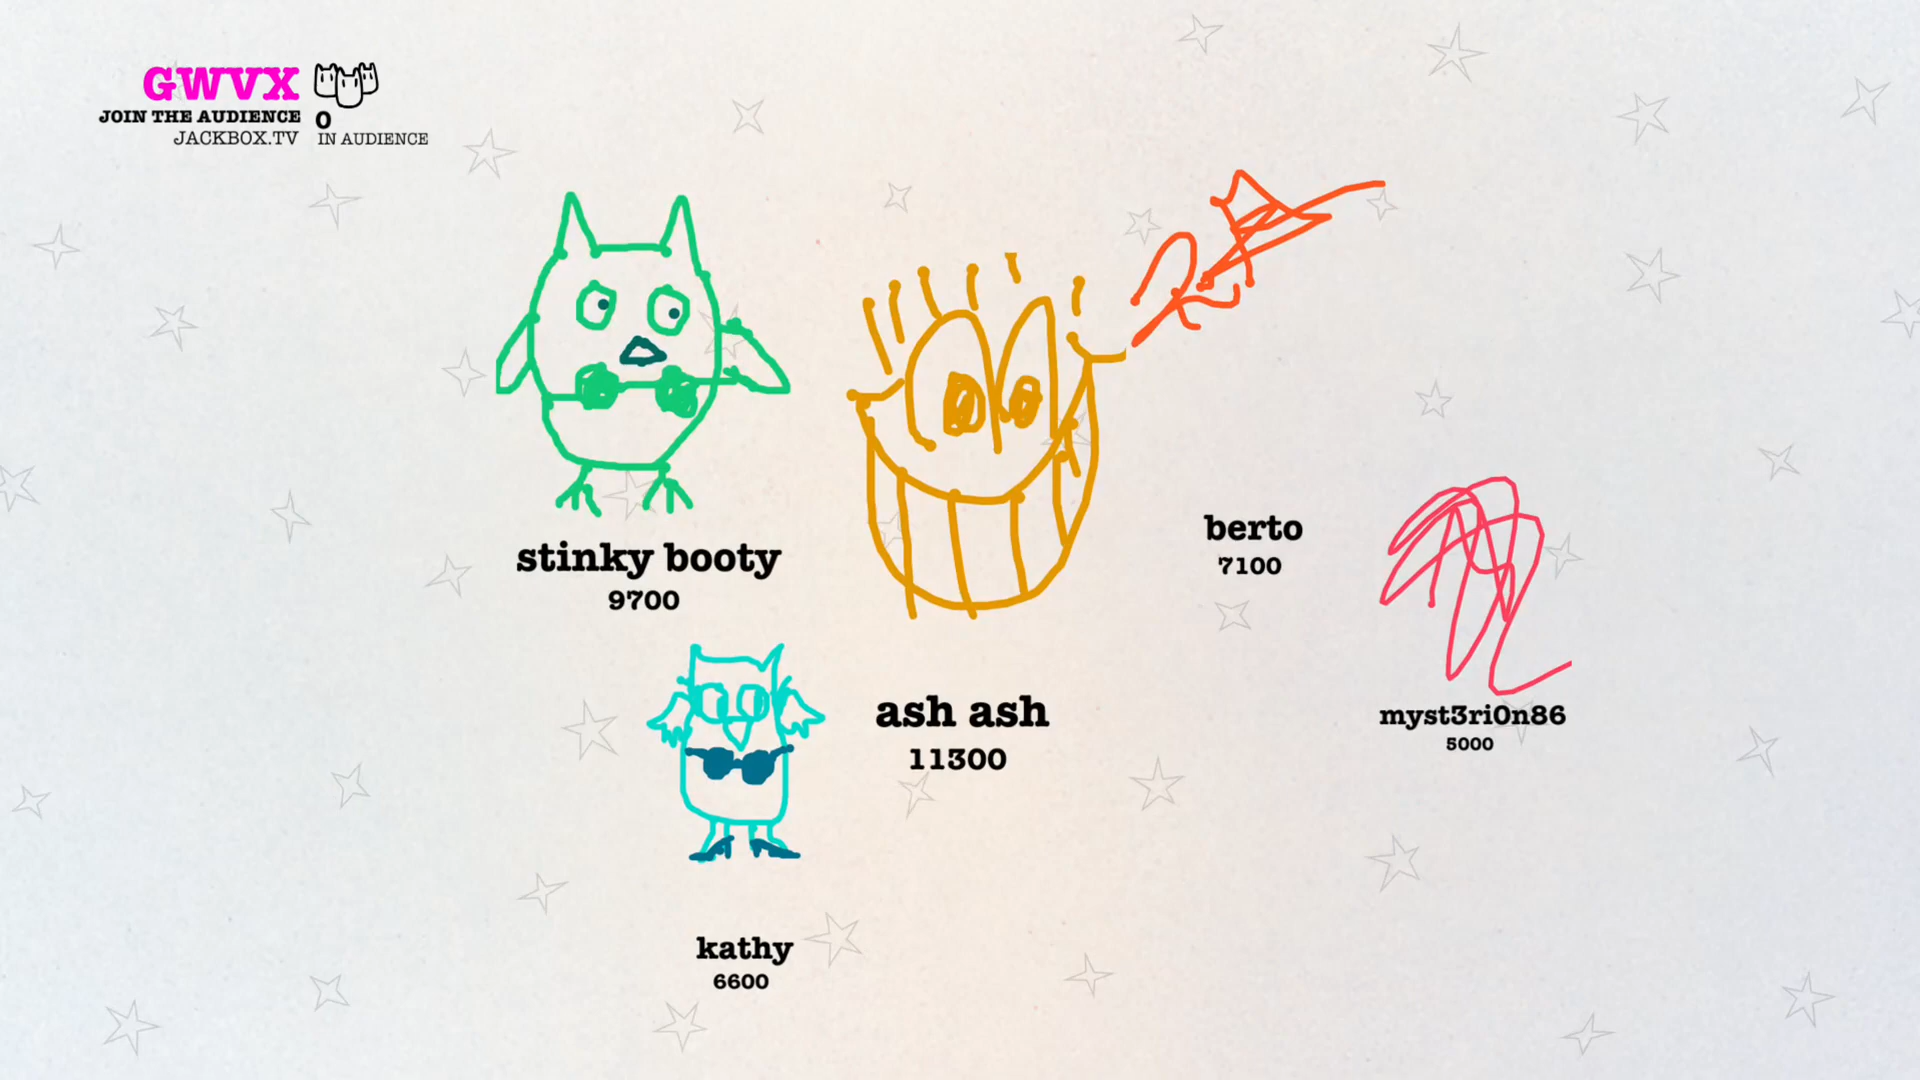 GWVX
JOIN THE AUDIENCE
JACKBOX.TV
0
IN AUDIENCE
stinky booty
9700
ash ash
11300
berto
7100
myst3ri0n86
5000
kathy
6600